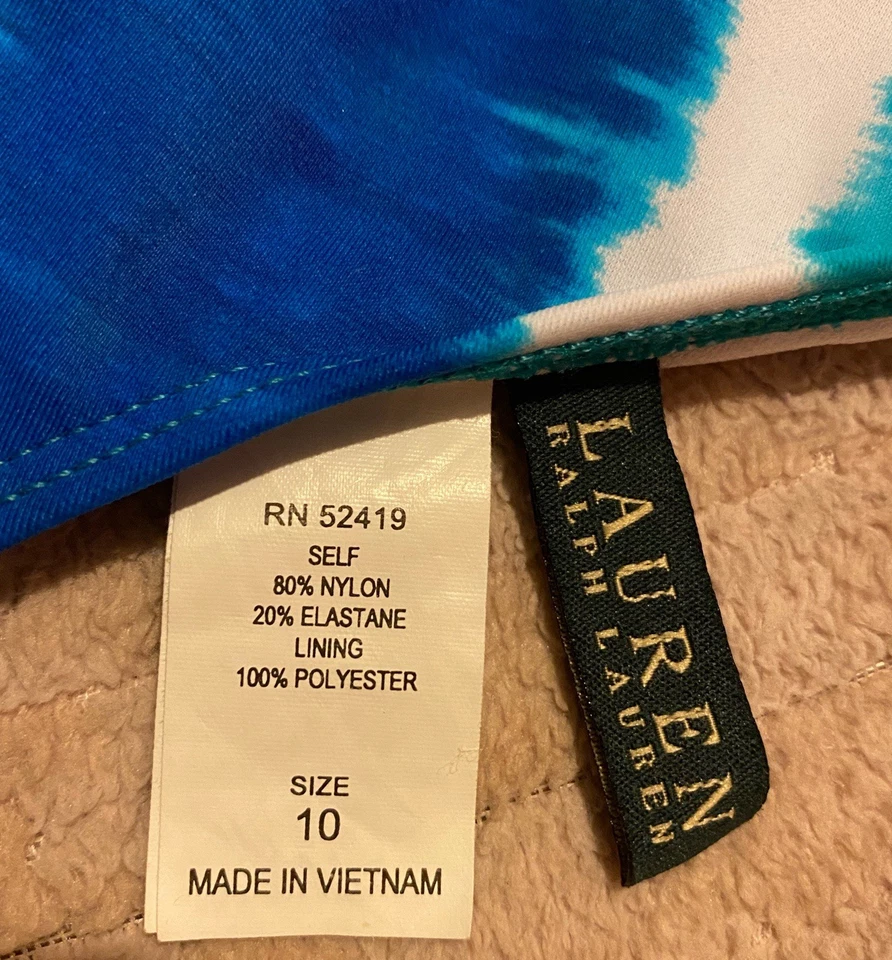 RN 52419
SELF
80% NYLON
20% ELASTANE
LINING
100% POLYESTER
SIZE
10
MADE IN VIETNAM
LAUREN
RALPH LAUREN